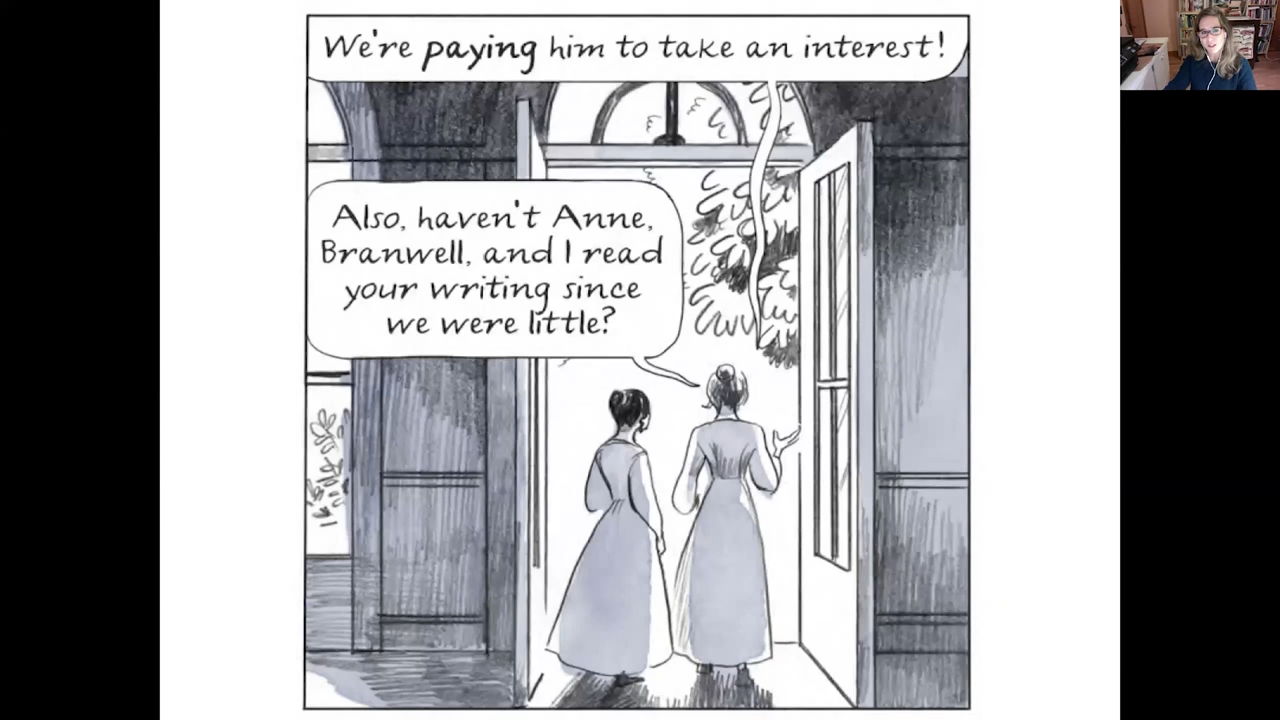 We're paying him to take an interest!
Also, haven't Anne,
Branwell, and I read
your writing since
we were little?